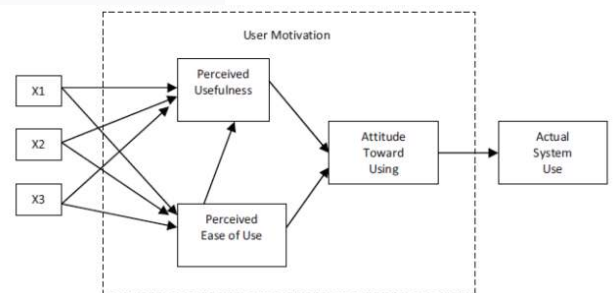 User Motivation
X1
X2
X3
Perceived
Usefulness
Perceived
Ease of Use
Attitude
Toward
Using
Actual
System
Use